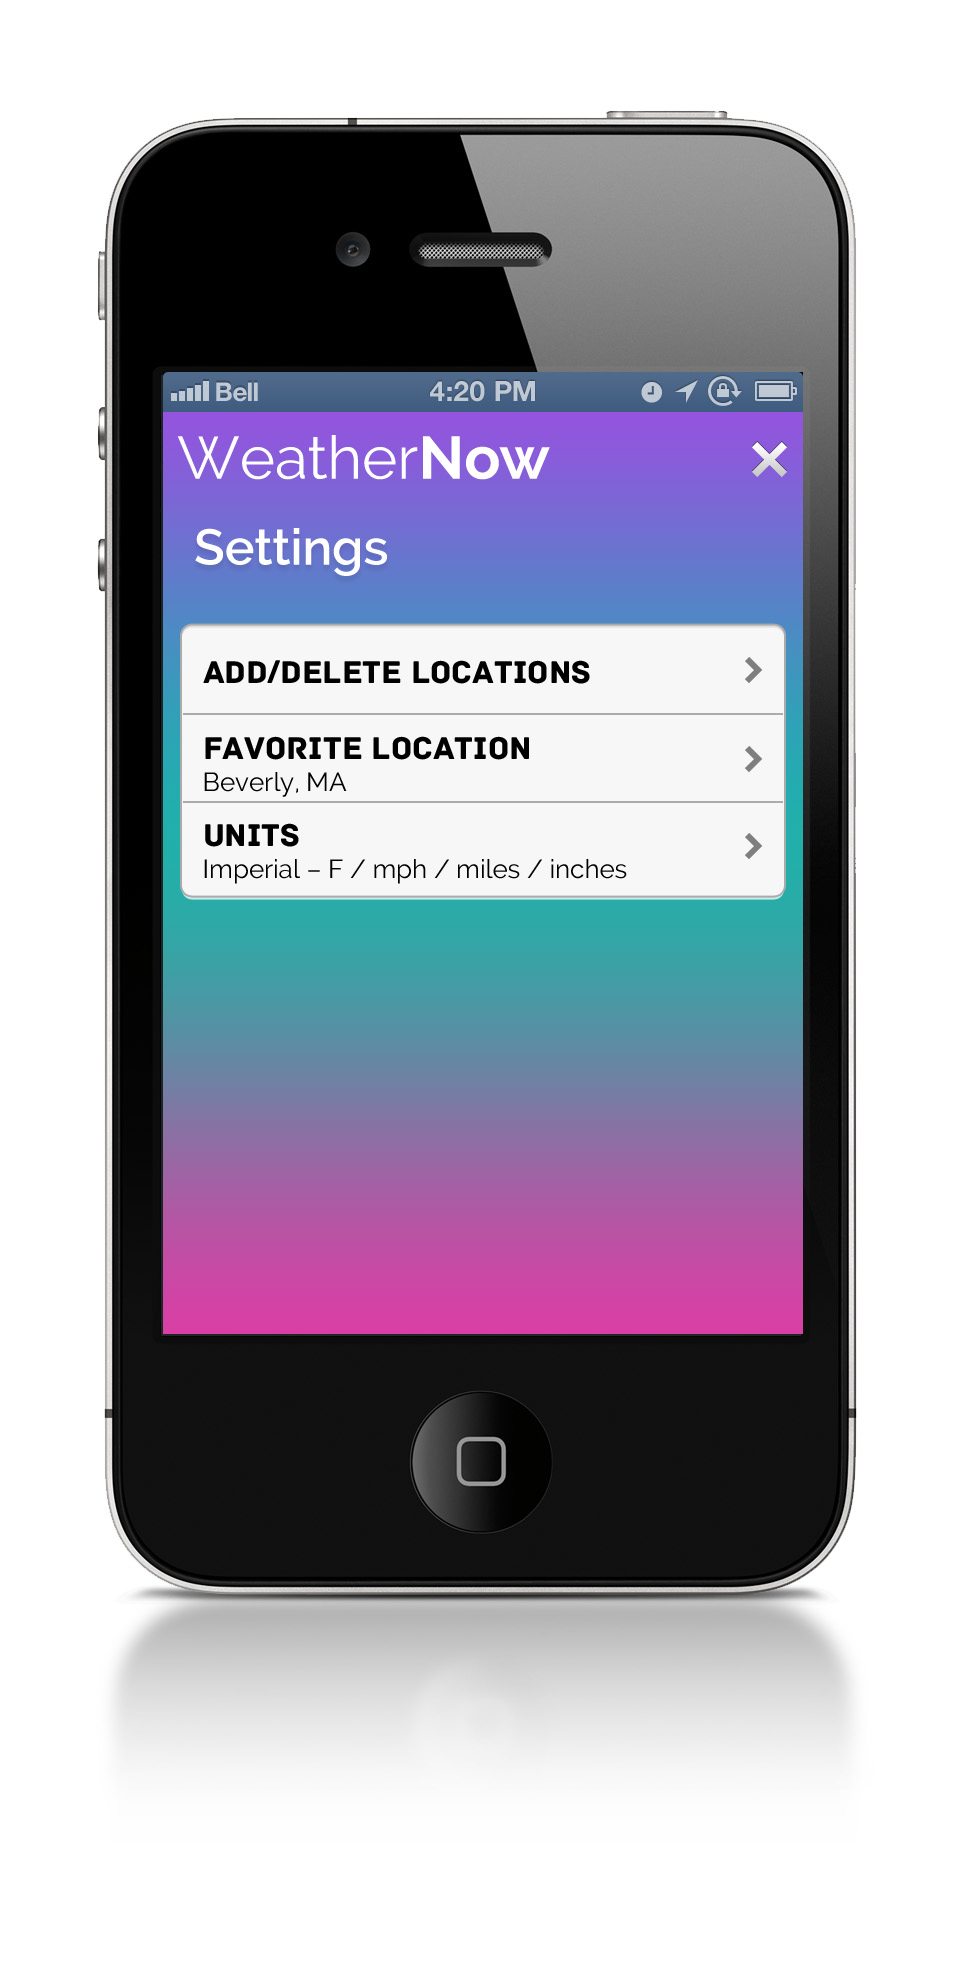 Bell 4:20 PM
WeatherNow
Settings
ADD/DELETE LOCATIONS
FAVORITE LOCATION
Beverly, MA
UNITS
Imperial – F / mph / miles / inches